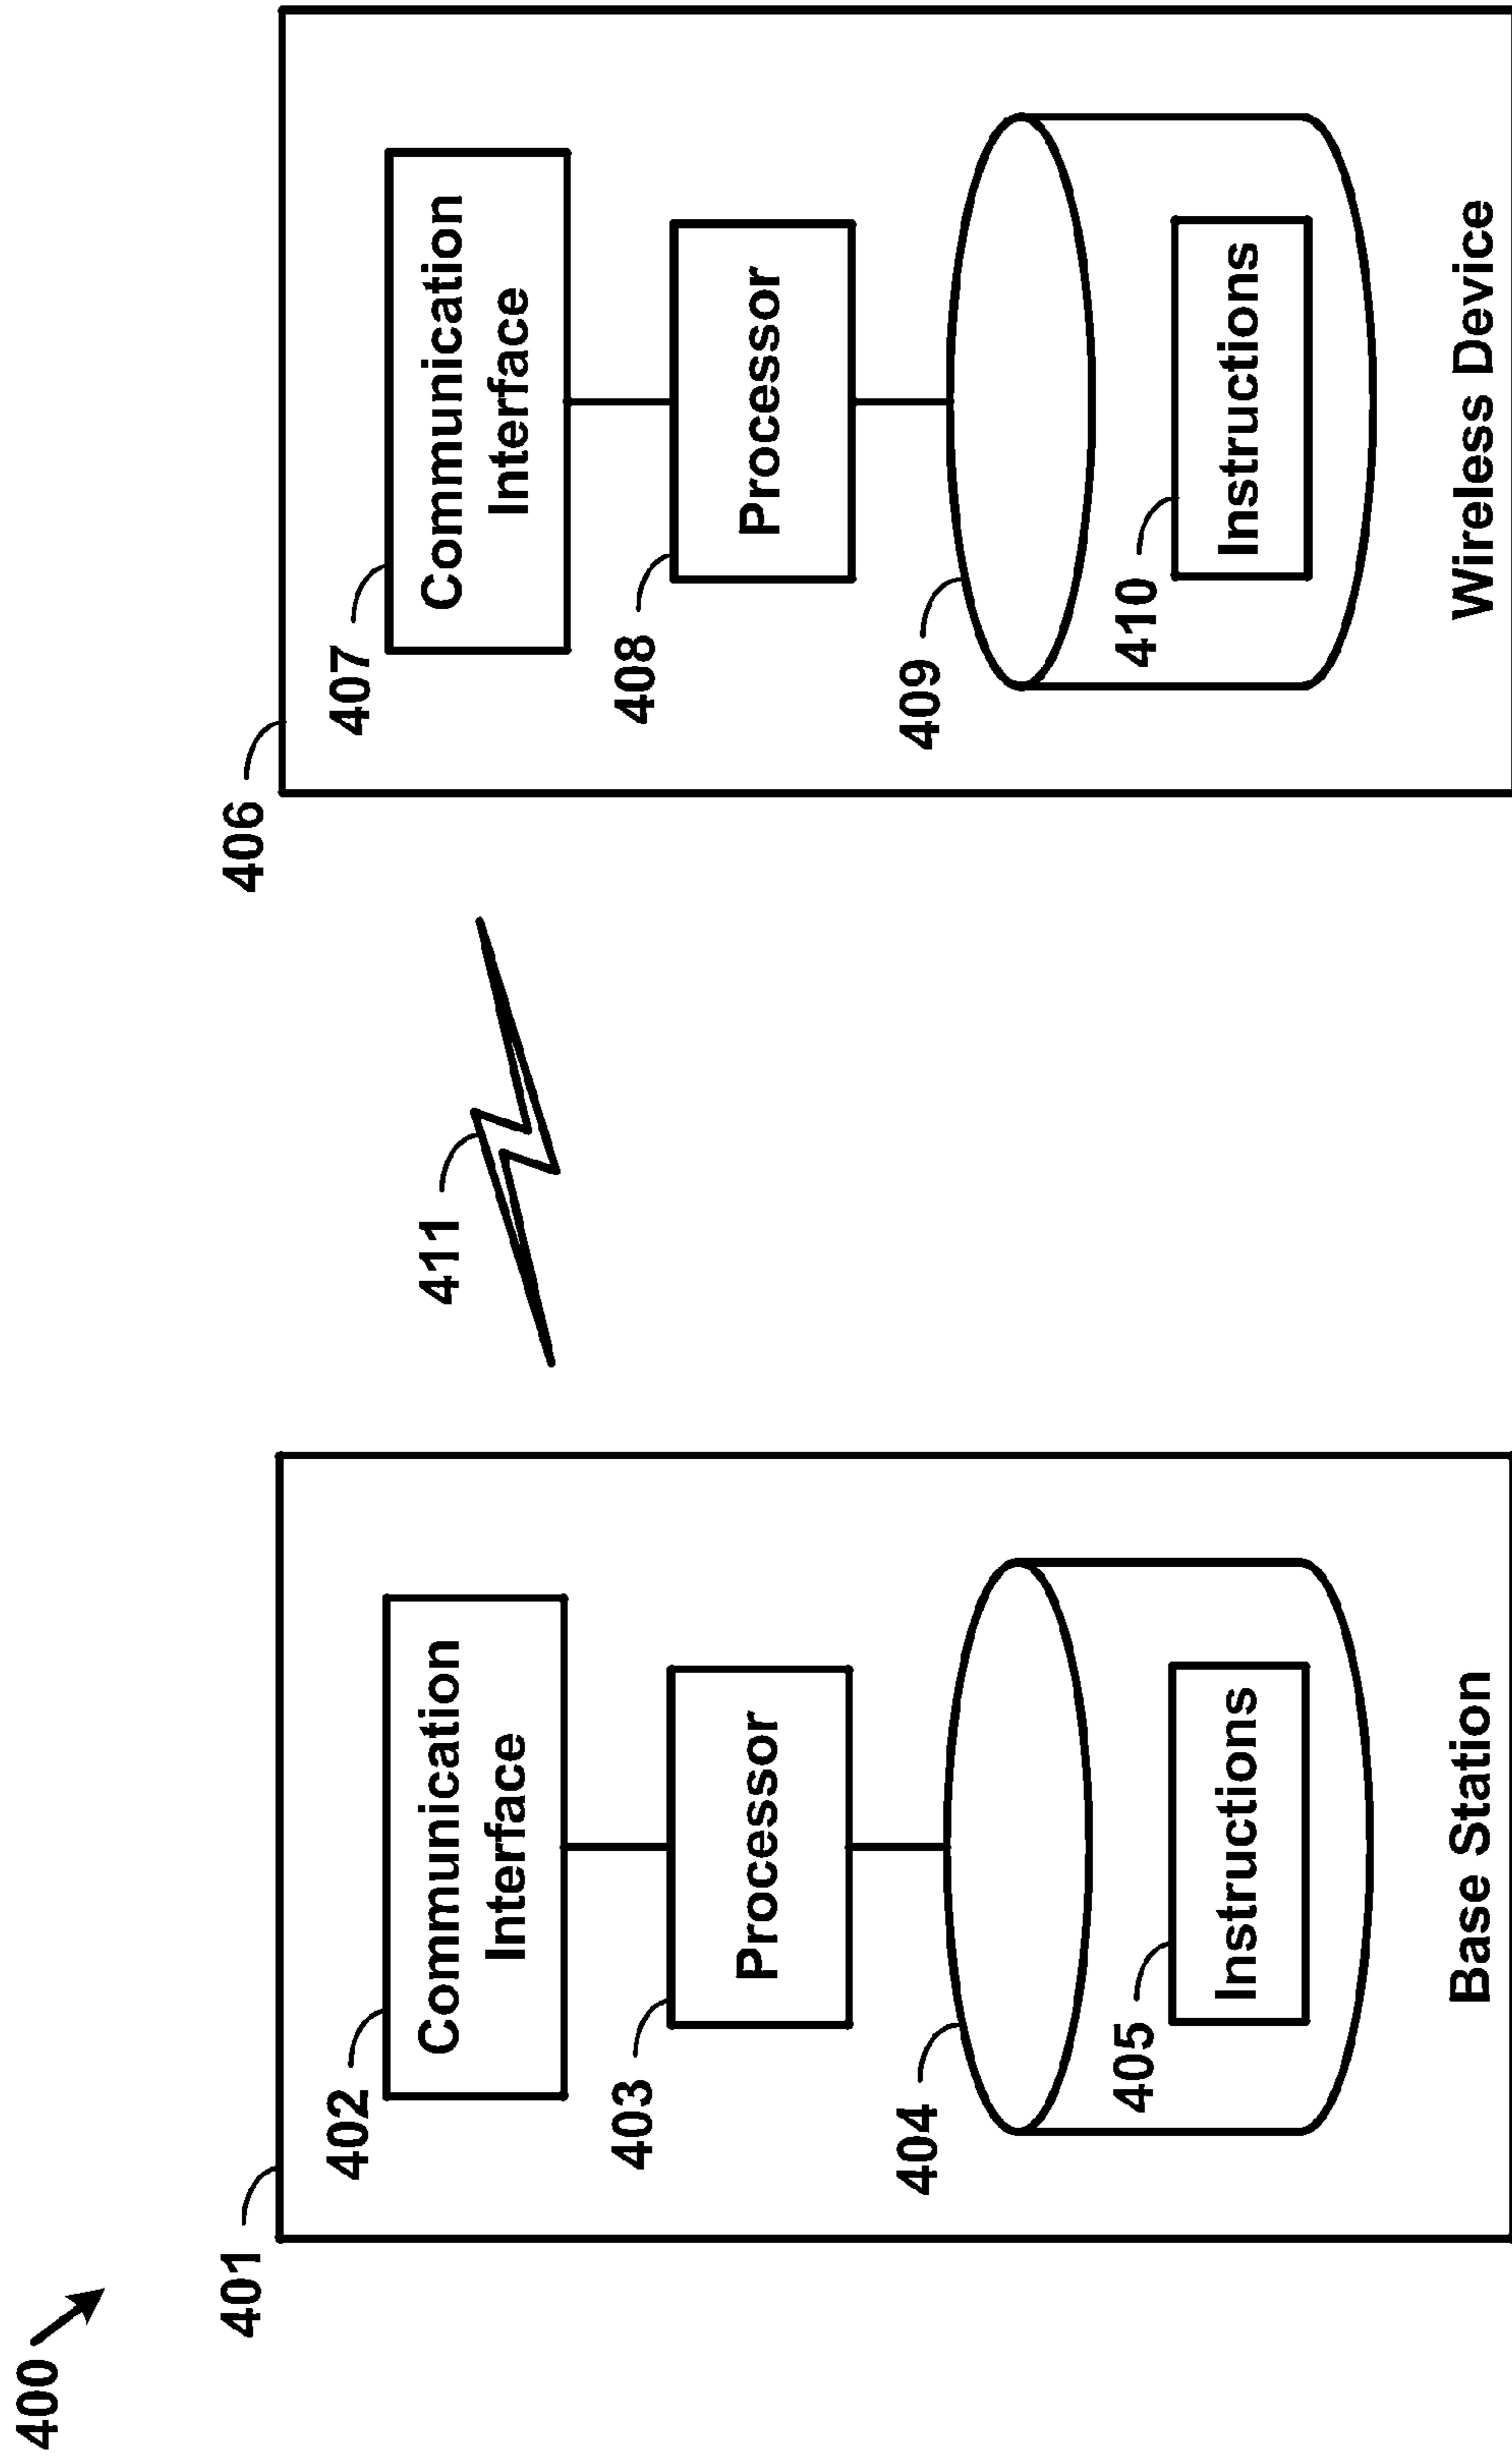 400
401
402
Communication
Interface
403
Processor
404
405
Instructions
Base Station
411
406
407
Communication
Interface
408
Processor
409
410
Instructions
Wireless Device